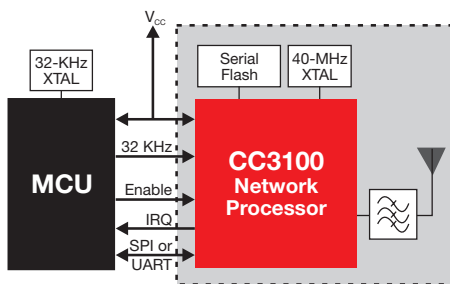 VCC
32-KHz
XTAL
Serial
Flash
40-MHz
XTAL
MCU
32 KHz
Enable
IRQ
SPI or
UART
CC3100
Network
Processor